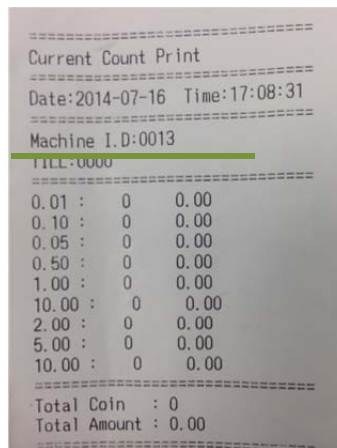 Current Count Print
Date:2014-07-16 Time:17:08:31
Machine I.D:0013
TILL:0000
0.01 : 0 0.00
0.10 : 0 0.00
0.05 : 0 0.00
0.50 : 0 0.00
1.00 : 0 0.00
10.00 : 0 0.00
2.00 : 0 0.00
5.00 : 0 0.00
10.00 : 0 0.00
Total Coin : 0
Total Amount : 0.00